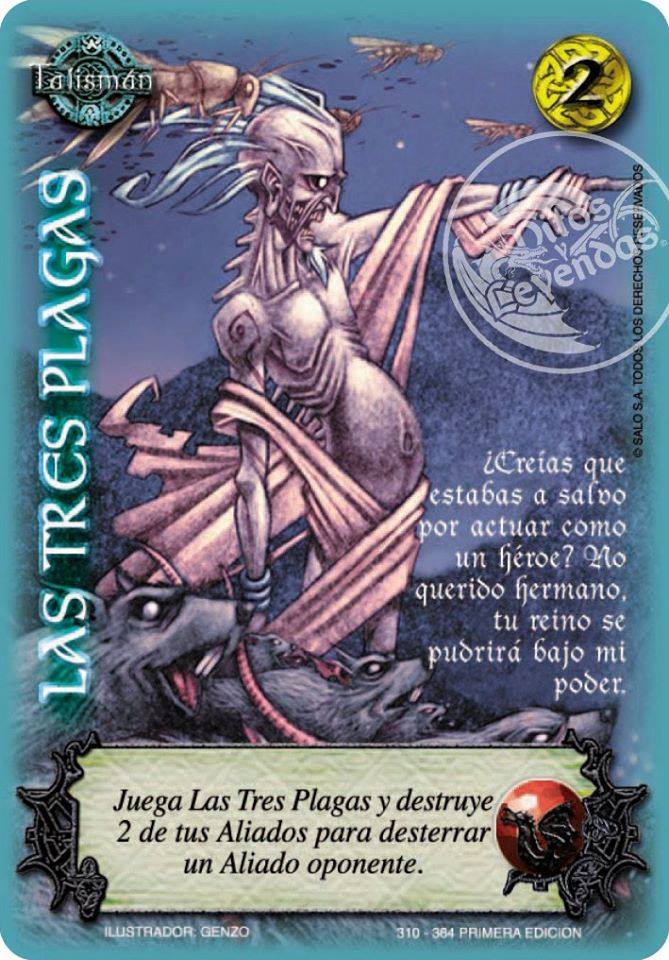 Talismán
2
LAS TRES PLAGAS
Mitos
y
Leyendas
© SALO S.A. TODOS LOS DERECHOS RESERVADOS
¿Creías que
estabas a salvo
por actuar como
un héroe? No
querido hermano,
tu reino se
pudrirá bajo mi
poder.
Juega Las Tres Plagas y destruye
2 de tus Aliados para desterrar
un Aliado oponente.
ILUSTRADOR: GENZO
310 - 364 PRIMERA EDICION